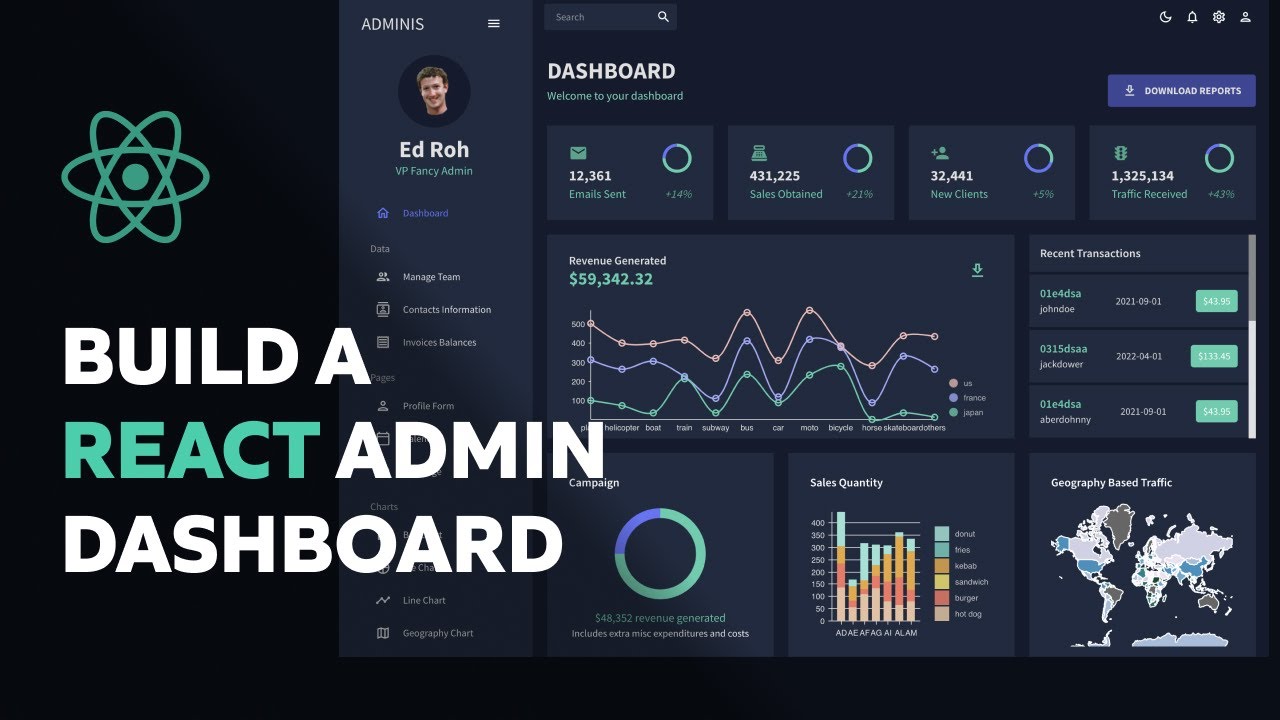 BUILD A
REACT ADMIN
DASHBOARD
ADMINIS
Ed Roh
VP Fancy Admin
Dashboard
Data
Manage Team
Contacts Information
Invoices Balances
Pages
Profile Form
Charts
Line Chart
Geography Chart
Search
DASHBOARD
Welcome to your dashboard
DOWNLOAD REPORTS
12,361
Emails Sent
+14%
431,225
Sales Obtained
+21%
32,441
New Clients
+5%
1,325,134
Traffic Received
+43%
Revenue Generated
$59,342.32
500
400
300
200
100
helicopter boat train subway bus car moto bicycle horse skateboard others
us
france
japan
Recent Transactions
01e4dsa
johndoe
2021-09-01
$43.95
0315dsaa
jackdower
2022-04-01
$133.45
01e4dsa
aberdohnny
2021-09-01
$43.95
Campaign
$48,352 revenue generated
Includes extra misc expenditures and costs
Sales Quantity
400
350
300
250
200
150
100
50
0
AD AE AF AG AI AL AM
donut
fries
kebab
sandwich
burger
hot dog
Geography Based Traffic